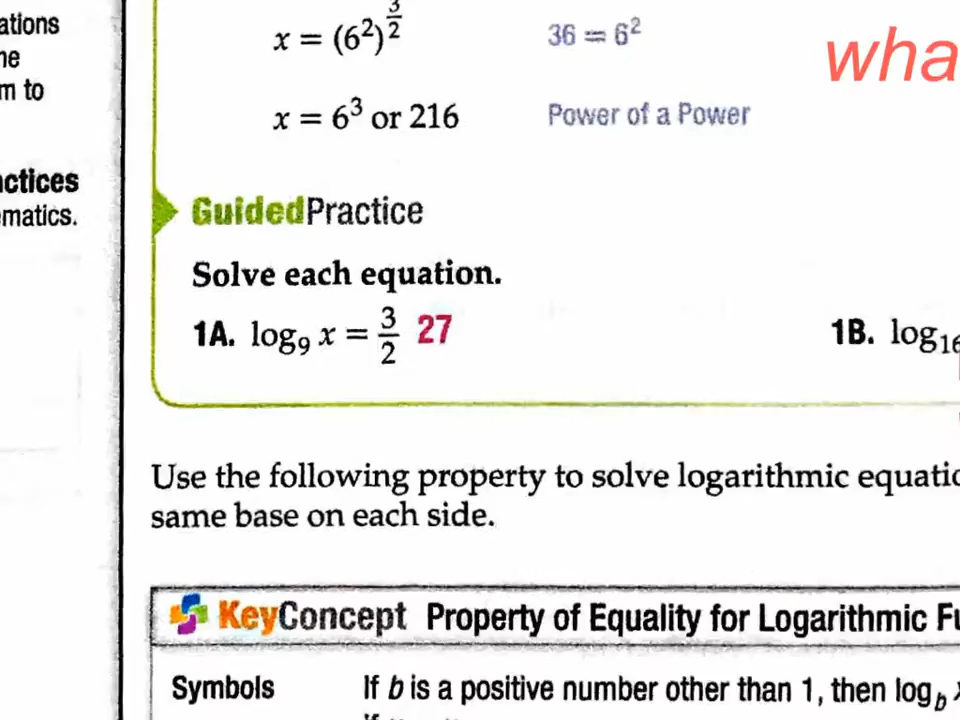 ations
x = (6²)^(3/2) 36 = 6²
wha
ne
m to
x = 6³ or 216 Power of a Power
actices
ematics.
GuidedPractice
Solve each equation.
1A. log₉ x = 3/2 27 1B. log₁₆
Use the following property to solve logarithmic equatio
same base on each side.
KeyConcept Property of Equality for Logarithmic Fu
Symbols If b is a positive number other than 1, then log_b x